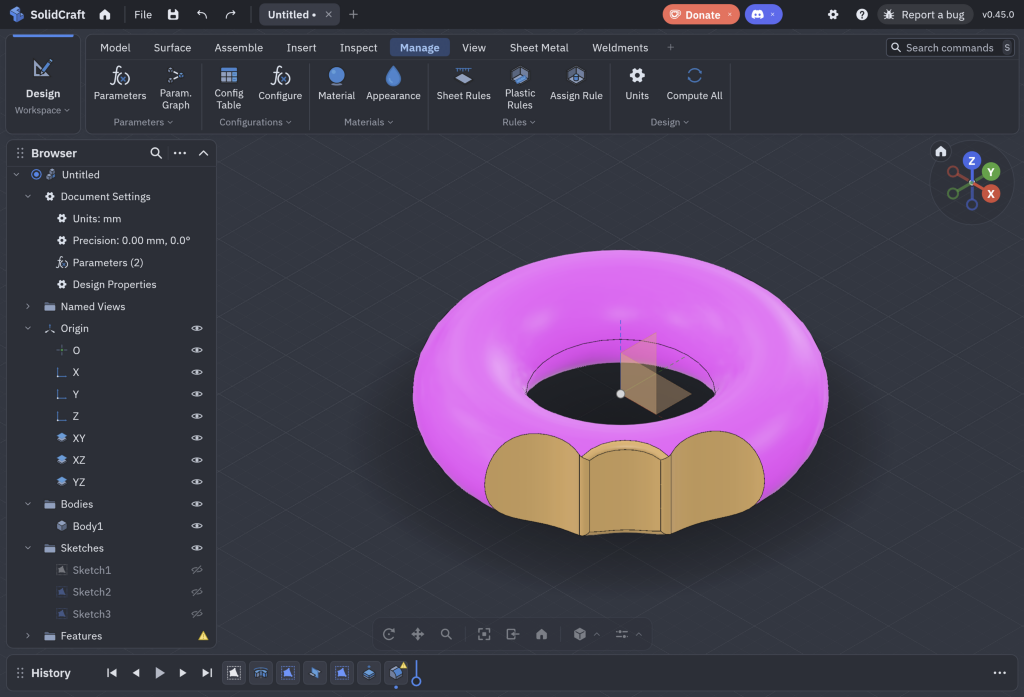 SolidCraft
File
Untitled •
Donate
Report a bug
v0.45.0
Design
Workspace
Model Surface Assemble Insert Inspect Manage View Sheet Metal Weldments
Search commands S
Parameters
Param.
Graph
Parameters
Config
Table
Configure
Configurations
Material
Appearance
Materials
Sheet Rules
Plastic
Rules
Assign Rule
Rules
Units
Compute All
Design
Browser
Untitled
Document Settings
Units: mm
Precision: 0.00 mm, 0.0°
Parameters (2)
Design Properties
Named Views
Origin
O
X
Y
Z
XY
XZ
YZ
Bodies
Body1
Sketches
Sketch1
Sketch2
Sketch3
Features
Z
Y
X
History